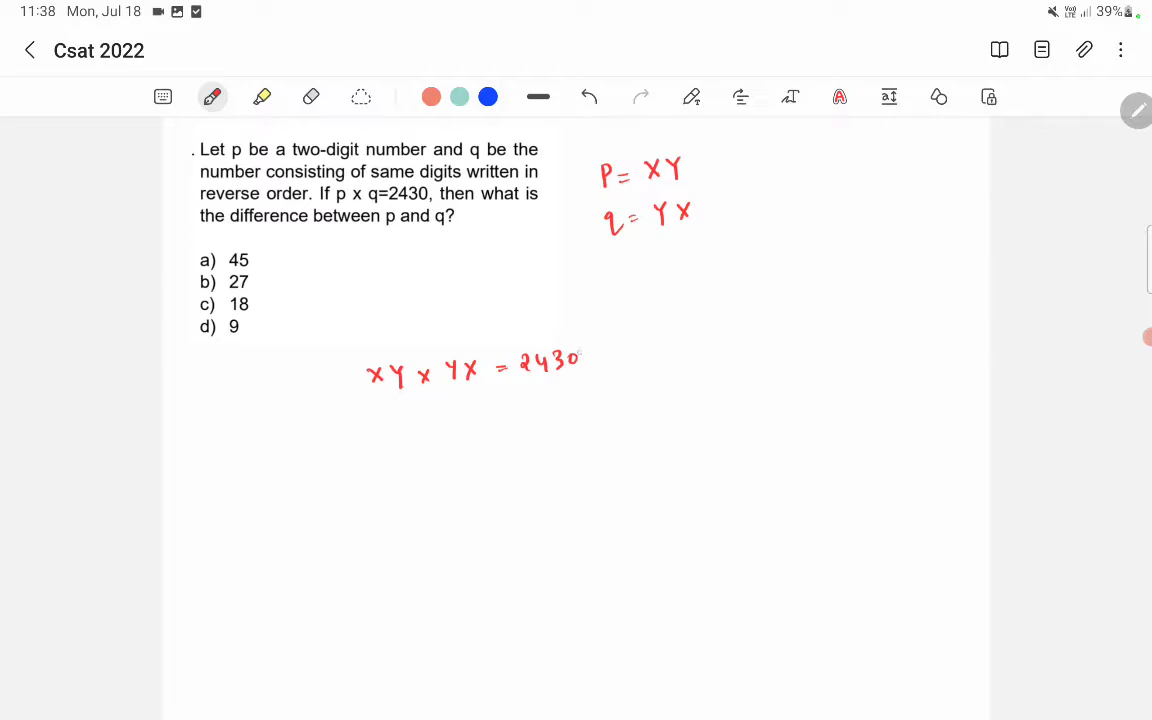 11:38 Mon, Jul 18 39%
Csat 2022
. Let p be a two-digit number and q be the
number consisting of same digits written in
reverse order. If p x q=2430, then what is
the difference between p and q?
a) 45
b) 27
c) 18
d) 9
P = XY
q = YX
XY x YX = 2430